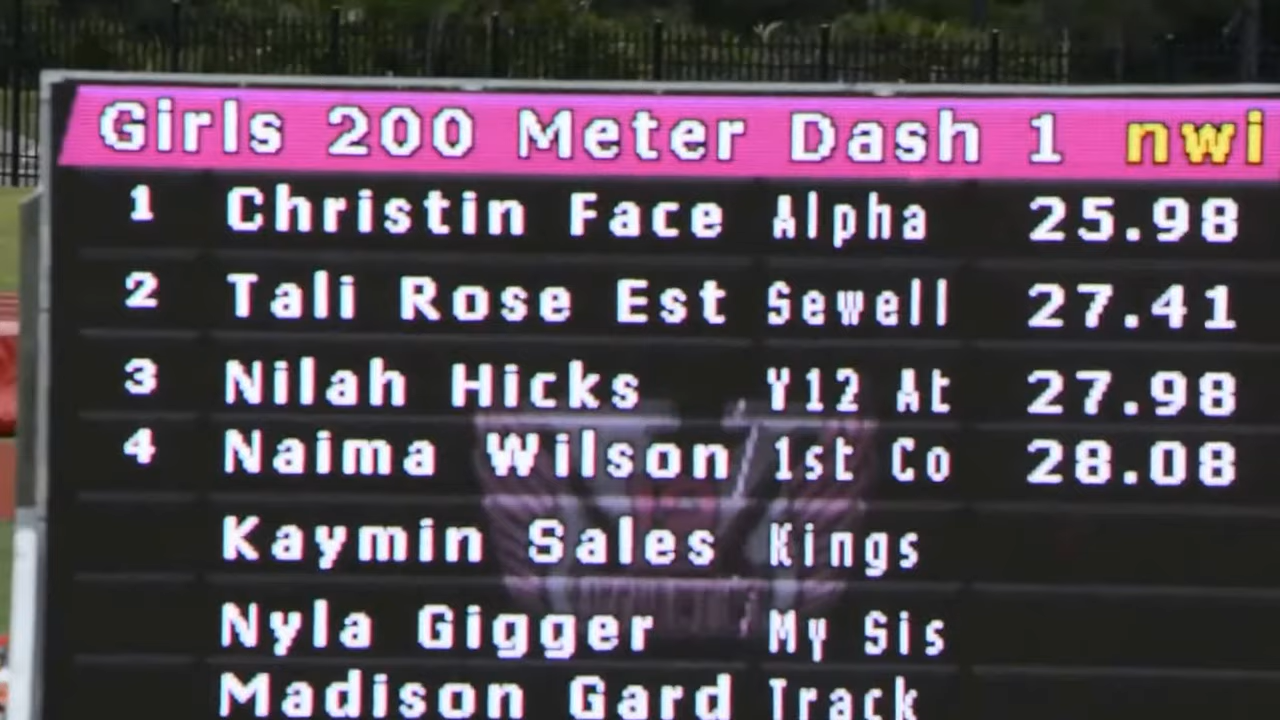 Girls 200 Meter Dash 1 nwi
1 Christin Face Alpha 25.98
2 Tali Rose Est Sewell 27.41
3 Nilah Hicks Y12 At 27.98
4 Naima Wilson 1st Co 28.08
Kaymin Sales Kings
Nyla Gigger My Sis
Madison Gard Track